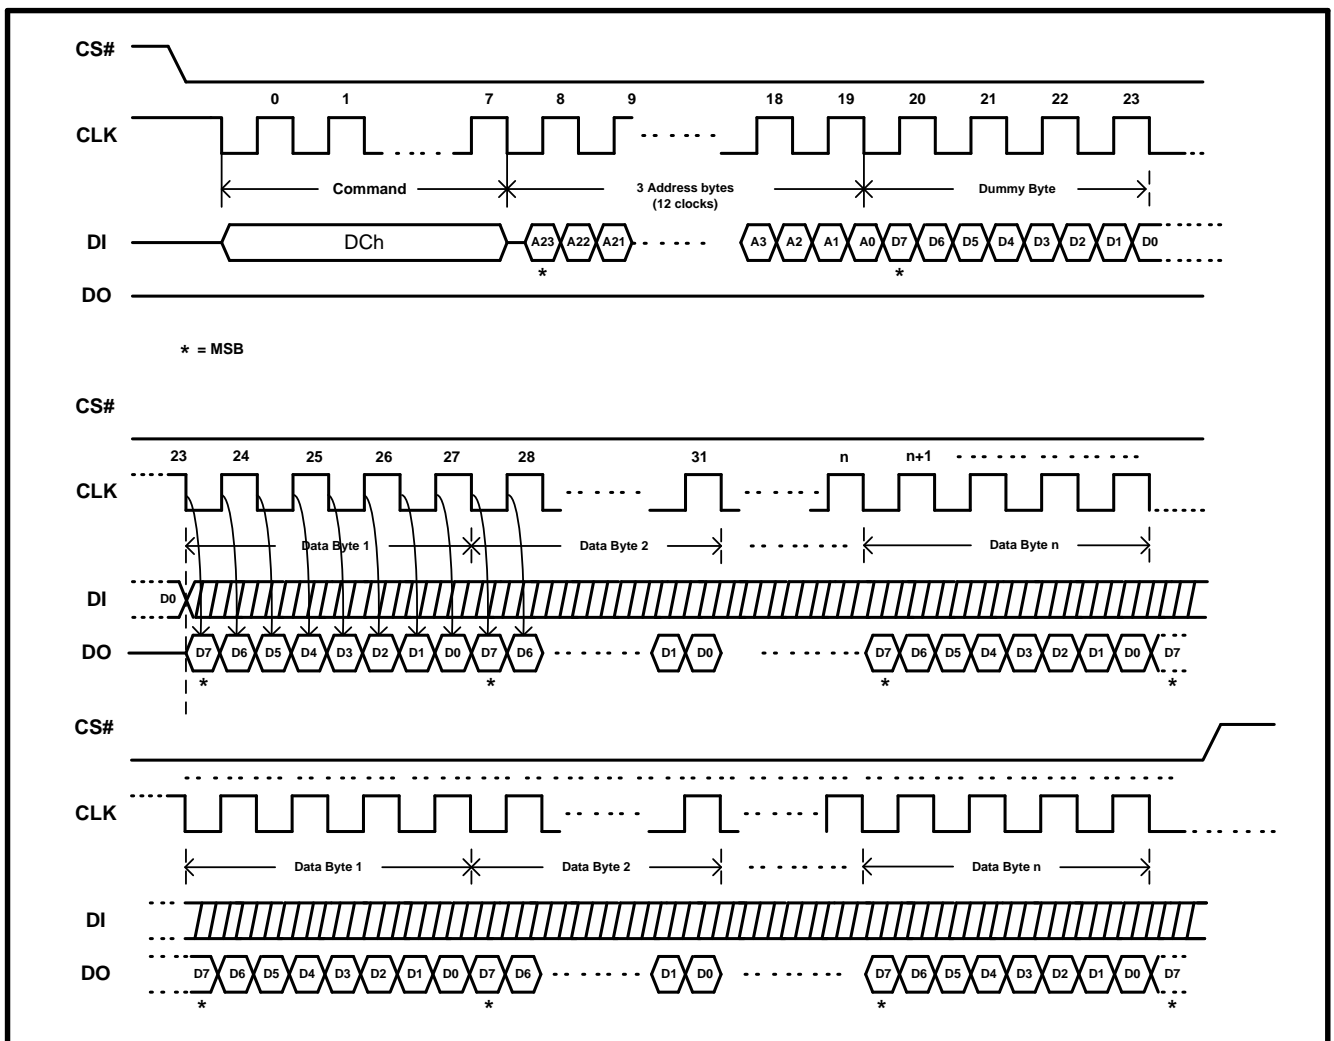 CS#
0 1 7 8 9 18 19 20 21 22 23
CLK
Command 3 Address bytes Dummy Byte
(12 clocks)
DI DCh A23 A22 A21 A3 A2 A1 A0 D7 D6 D5 D4 D3 D2 D1 D0
* *
DO
* = MSB
CS#
23 24 25 26 27 28 31 n n+1
CLK
Data Byte 1 Data Byte 2 Data Byte n
DI D0
DO D7 D6 D5 D4 D3 D2 D1 D0 D7 D6 D1 D0 D7 D6 D5 D4 D3 D2 D1 D0 D7
* * * *
CS#
CLK
Data Byte 1 Data Byte 2 Data Byte n
DI
DO D7 D6 D5 D4 D3 D2 D1 D0 D7 D6 D1 D0 D7 D6 D5 D4 D3 D2 D1 D0 D7
* * * *